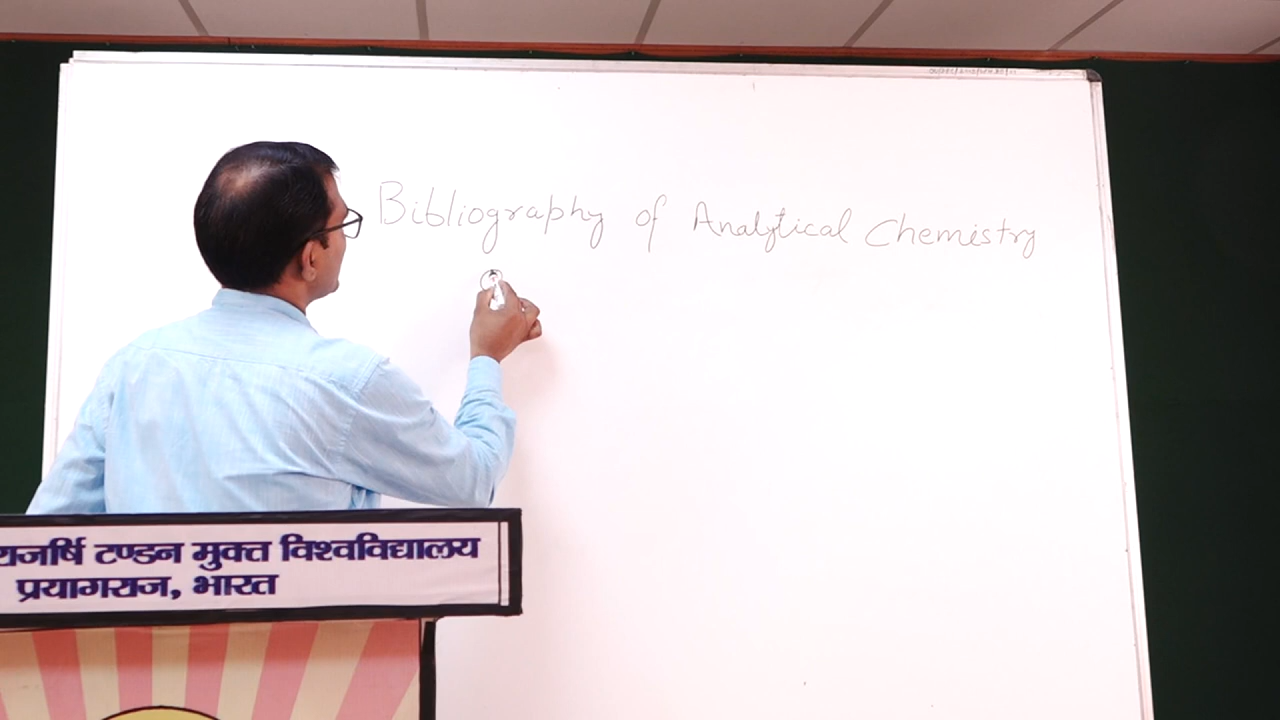 Bibliography of Analytical Chemistry
राजर्षि टण्डन मुक्त विश्वविद्यालय
प्रयागराज, भारत